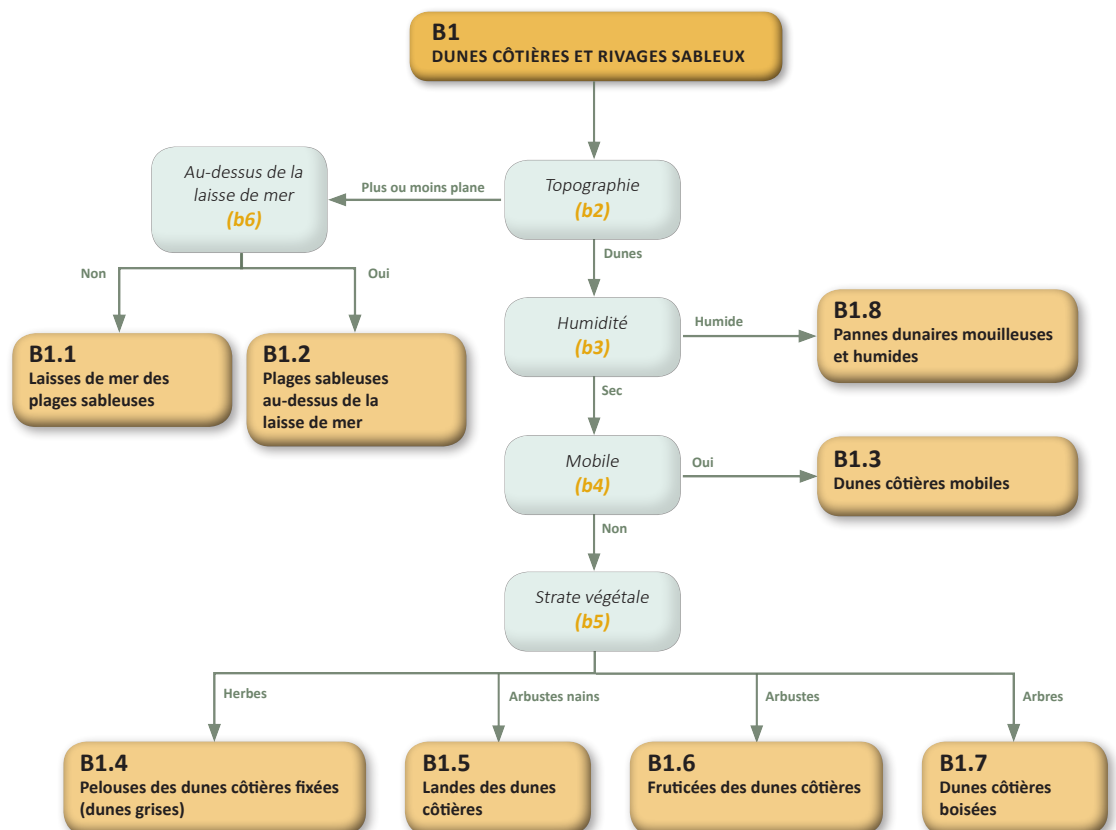 B1
DUNES CÔTIÈRES ET RIVAGES SABLEUX
Au-dessus de la
laisse de mer
(b6)
Plus ou moins plane
Topographie
(b2)
Dunes
Non
Oui
B1.1
Laisses de mer des
plages sableuses
B1.2
Plages sableuses
au-dessus de la
laisse de mer
Humidité
(b3)
Humide
B1.8
Pannes dunaires mouilleuses
et humides
Sec
Mobile
(b4)
Oui
B1.3
Dunes côtières mobiles
Non
Strate végétale
(b5)
Herbes
Arbustes nains
Arbustes
Arbres
B1.4
Pelouses des dunes côtières fixées
(dunes grises)
B1.5
Landes des dunes
côtières
B1.6
Fruticées des dunes côtières
B1.7
Dunes côtières
boisées